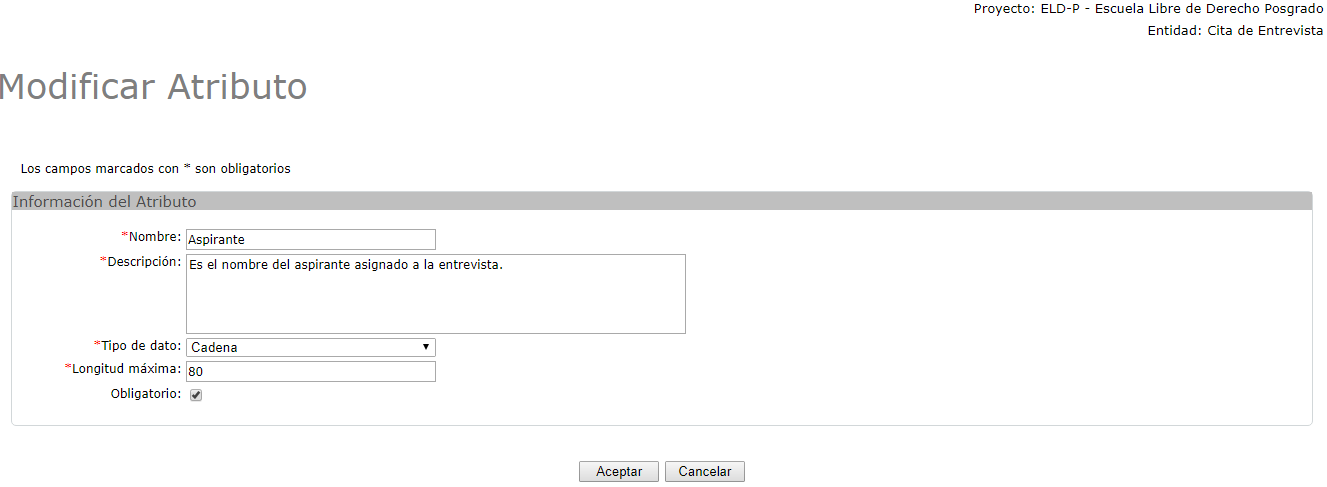 Proyecto: ELD-P - Escuela Libre de Derecho Posgrado
Entidad: Cita de Entrevista
Modificar Atributo
Los campos marcados con * son obligatorios
Información del Atributo
*Nombre: Aspirante
*Descripción: Es el nombre del aspirante asignado a la entrevista.
*Tipo de dato: Cadena
*Longitud máxima: 80
Obligatorio:
Aceptar Cancelar